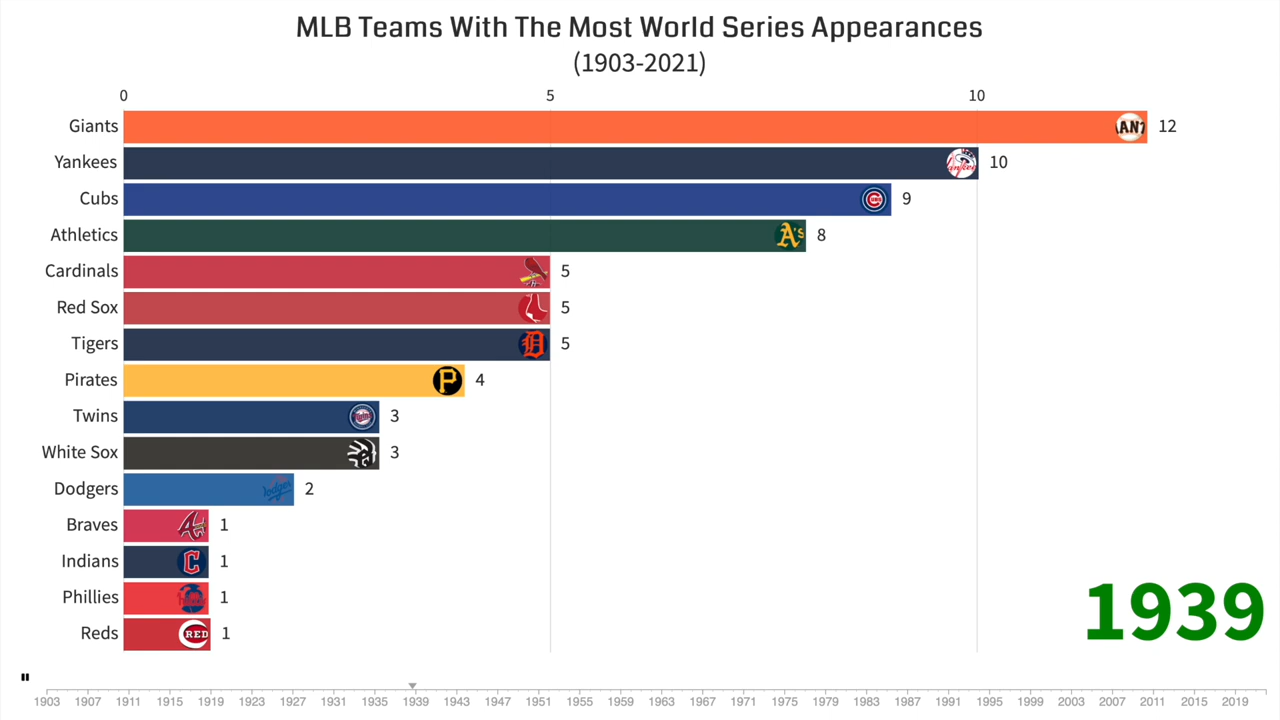 MLB Teams With The Most World Series Appearances
(1903-2021)
0 5 10
Giants 12
Yankees 10
Cubs 9
Athletics A's 8
Cardinals 5
Red Sox 5
Tigers 5
Pirates P 4
Twins 3
White Sox 3
Dodgers Dodgers 2
Braves 1
Indians C 1
Phillies 1
Reds RED 1
1939
1903 1907 1911 1915 1919 1923 1927 1931 1935 1939 1943 1947 1951 1955 1959 1963 1967 1971 1975 1979 1983 1987 1991 1995 1999 2003 2007 2011 2015 2019